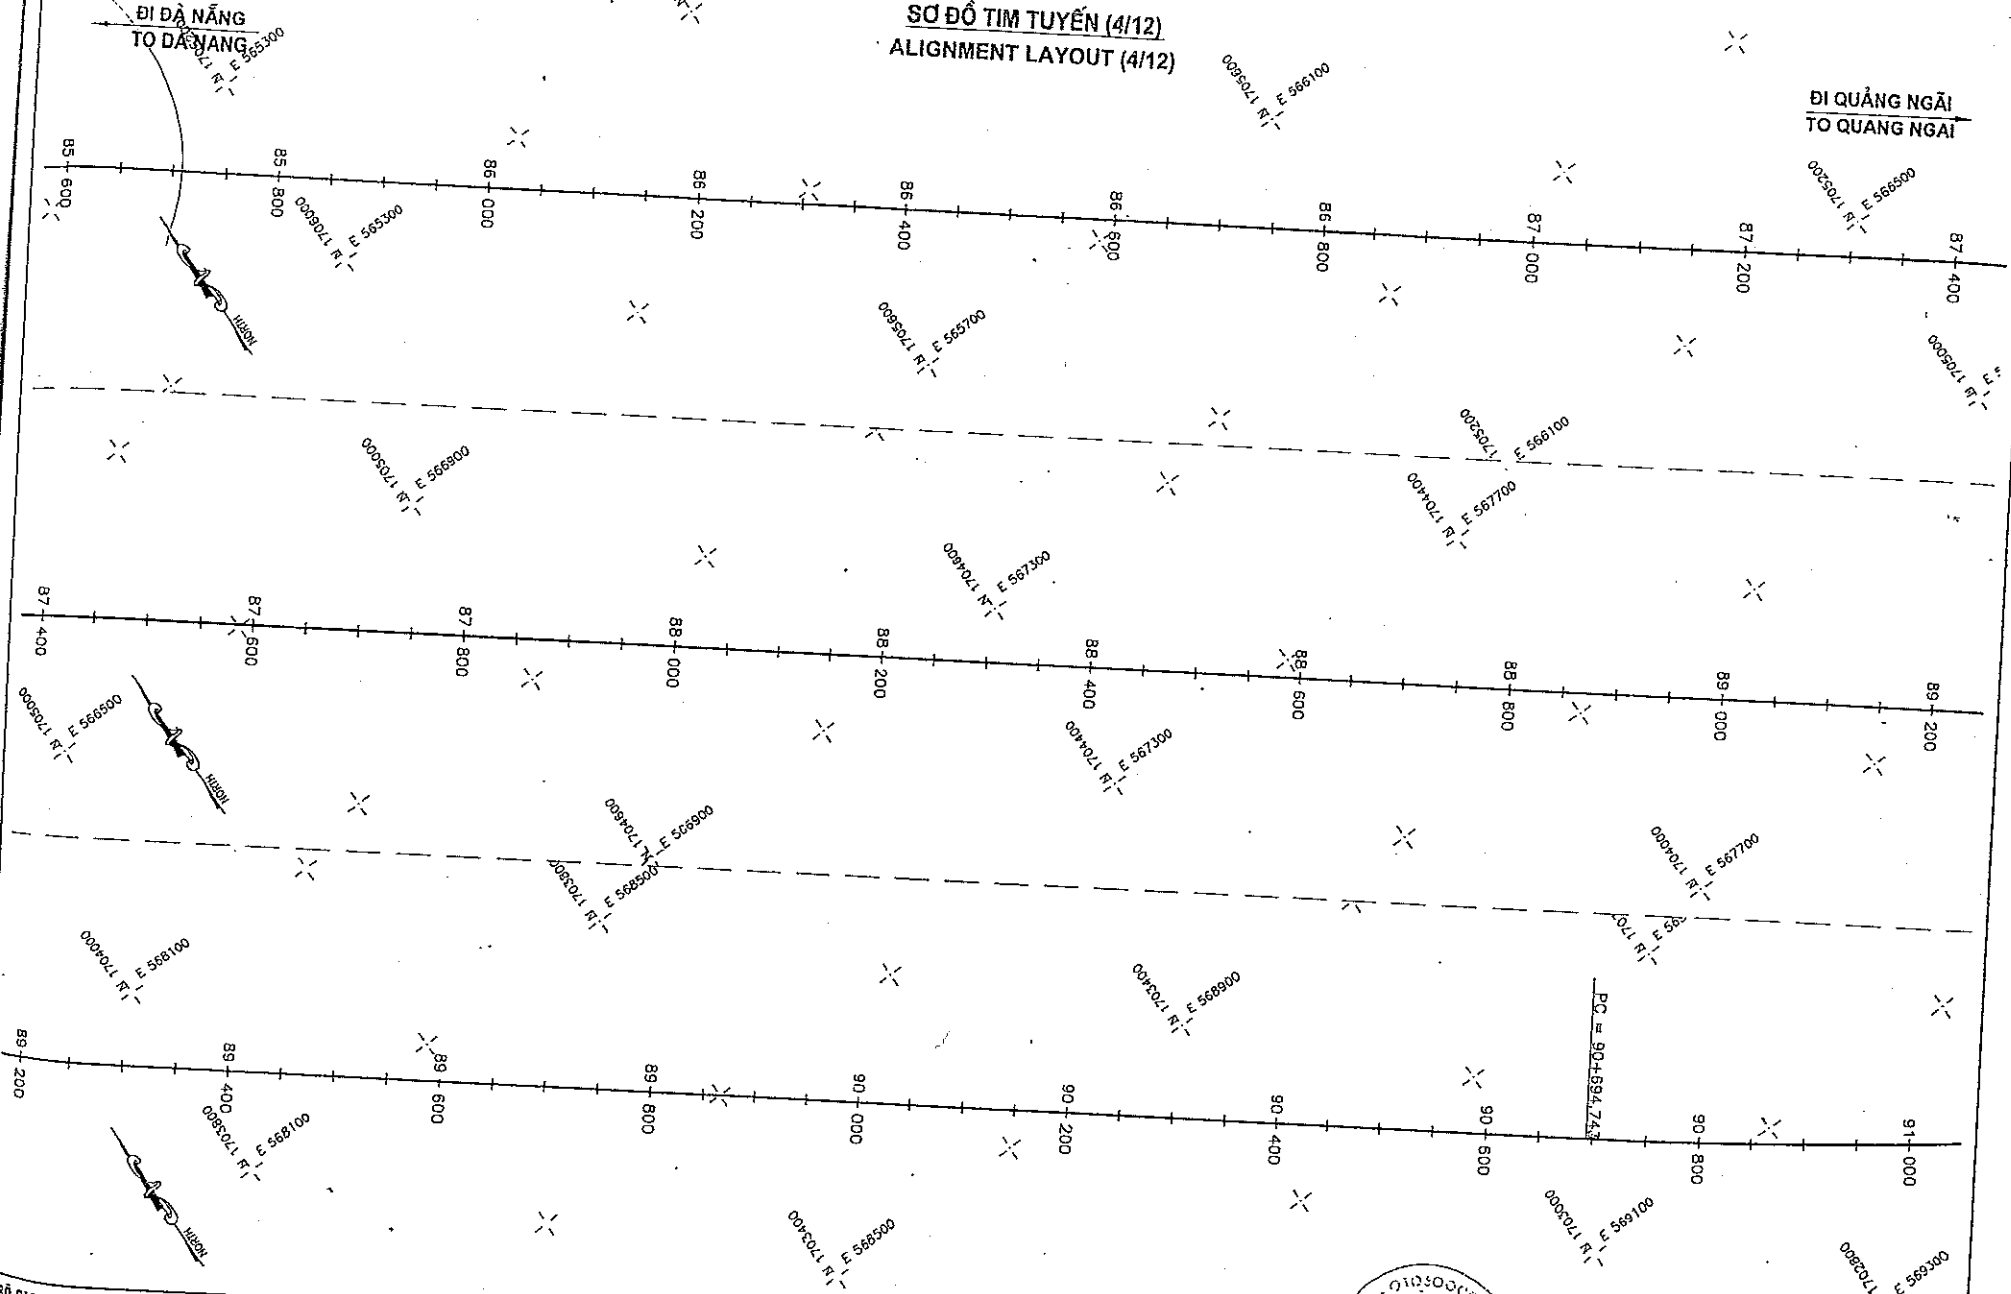 SƠ ĐỒ TIM TUYẾN (4/12)
ALIGNMENT LAYOUT (4/12)
ĐI ĐÀ NẴNG
TO DA NANG
ĐI QUẢNG NGÃI
TO QUANG NGAI
E 565300
N 1705600
E 566100
N 1705200
E 566500
85 600
85 800
86 000
86 200
86 400
86 600
86 800
87 000
87 200
87 400
N 1706000
E 565300
N 1705600
E 565700
N 1705000
NORTH
1705200
E 566100
N 1705000
E 566900
N 1704400
E 567700
N 1704600
E 567300
87 400
87 600
87 800
88 000
88 200
88 400
88 600
88 800
89 000
89 200
N 1705000
E 566500
N 1704400
E 567300
NORTH
N 1704600
E 566900
N 1704000
E 567700
N 1703800
E 568500
N 1704000
E 568100
N 1703400
E 568900
PC = 90+694,743
89 200
89 400
89 600
89 800
90 000
90 200
90 400
90 600
90 800
91 000
N 1703800
E 568100
NORTH
N 1703400
E 568500
N 1703000
E 569100
1702800
E 569300